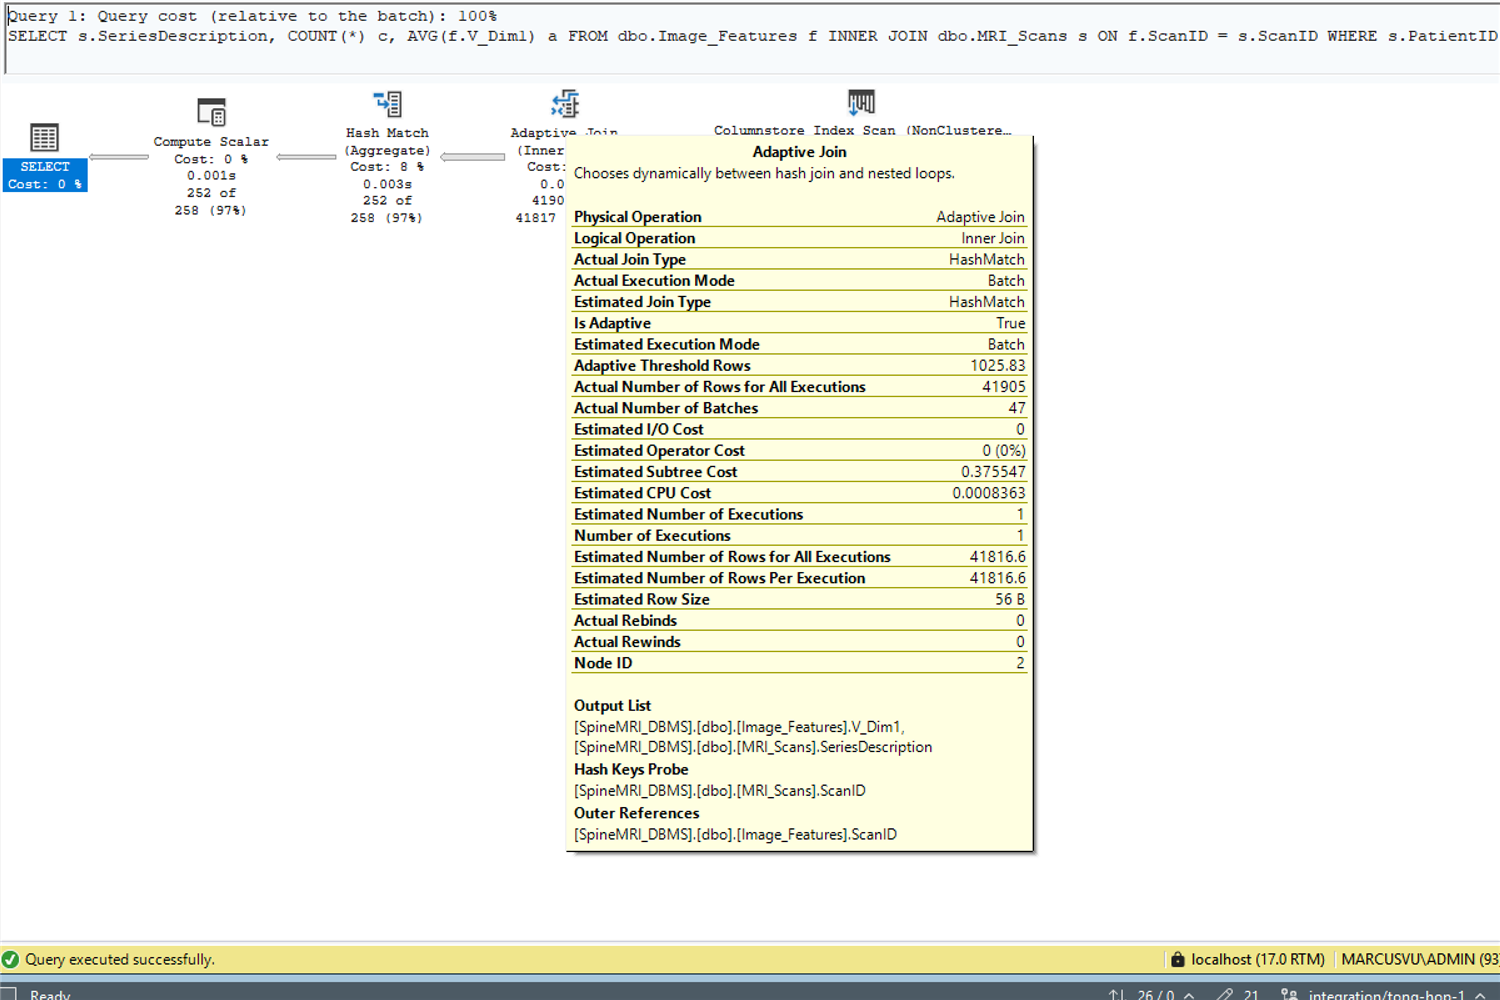 Query 1: Query cost (relative to the batch): 100%
SELECT s.SeriesDescription, COUNT(*) c, AVG(f.V_Dim1) a FROM dbo.Image_Features f INNER JOIN dbo.MRI_Scans s ON f.ScanID = s.ScanID WHERE s.PatientID
SELECT
Cost: 0 %
Compute Scalar
Cost: 0 %
0.001s
252 of
258 (97%)
Hash Match
(Aggregate)
Cost: 8 %
0.003s
252 of
258 (97%)
Adaptive Join
(Inner
Cost:
0.0
4190
41817
Columnstore Index Scan (NonClustere...
Adaptive Join
Chooses dynamically between hash join and nested loops.
Physical Operation Adaptive Join
Logical Operation Inner Join
Actual Join Type HashMatch
Actual Execution Mode Batch
Estimated Join Type HashMatch
Is Adaptive True
Estimated Execution Mode Batch
Adaptive Threshold Rows 1025.83
Actual Number of Rows for All Executions 41905
Actual Number of Batches 47
Estimated I/O Cost 0
Estimated Operator Cost 0 (0%)
Estimated Subtree Cost 0.375547
Estimated CPU Cost 0.0008363
Estimated Number of Executions 1
Number of Executions 1
Estimated Number of Rows for All Executions 41816.6
Estimated Number of Rows Per Execution 41816.6
Estimated Row Size 56 B
Actual Rebinds 0
Actual Rewinds 0
Node ID 2
Output List
[SpineMRI_DBMS].[dbo].[Image_Features].V_Dim1,
[SpineMRI_DBMS].[dbo].[MRI_Scans].SeriesDescription
Hash Keys Probe
[SpineMRI_DBMS].[dbo].[MRI_Scans].ScanID
Outer References
[SpineMRI_DBMS].[dbo].[Image_Features].ScanID
Query executed successfully. localhost (17.0 RTM) MARCUSVU\ADMIN (93)
Ready 26 / 0 21 integration/tong-hop-1